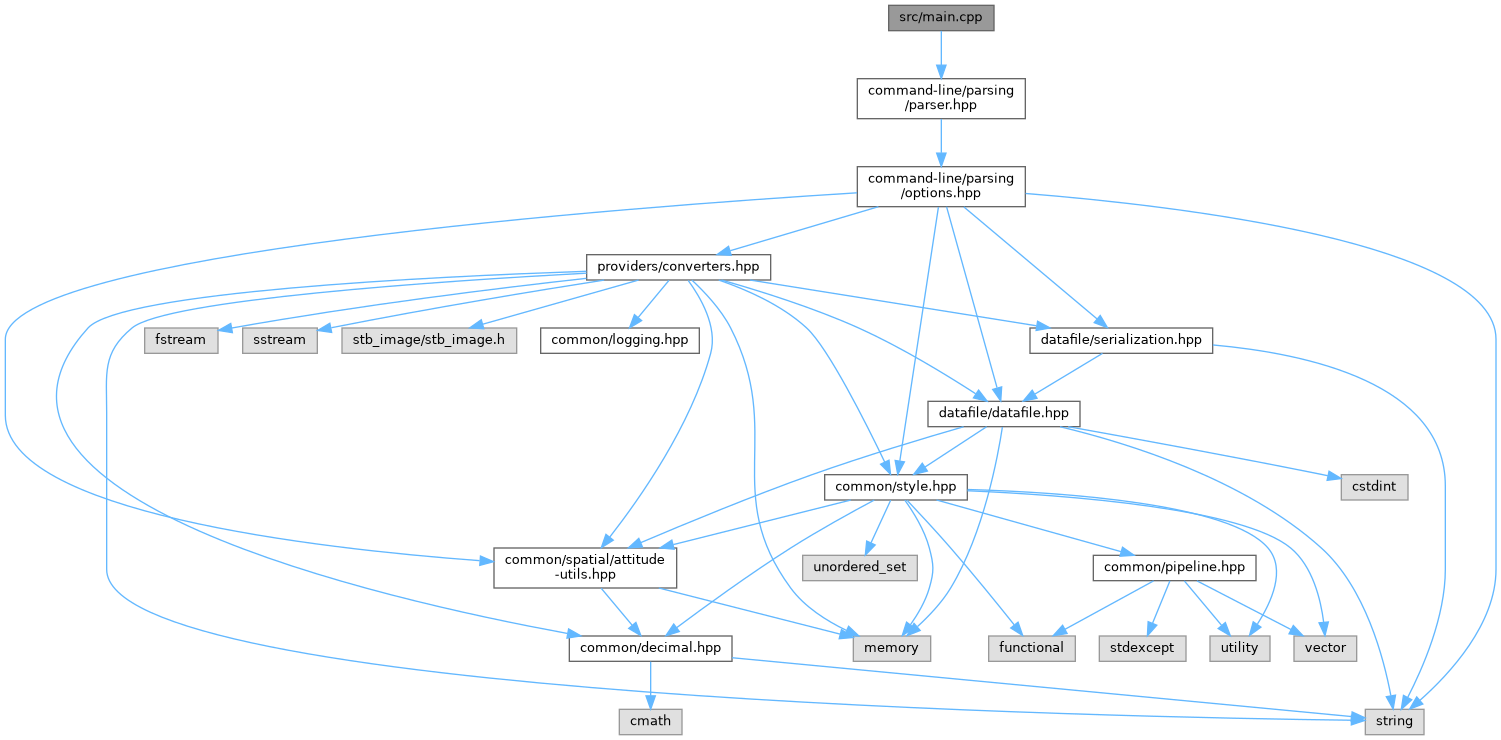 src/main.cpp
command-line/parsing
/parser.hpp
command-line/parsing
/options.hpp
providers/converters.hpp
fstream
sstream
stb_image/stb_image.h
common/logging.hpp
datafile/serialization.hpp
datafile/datafile.hpp
common/style.hpp
cstdint
common/spatial/attitude
-utils.hpp
unordered_set
common/pipeline.hpp
common/decimal.hpp
memory
functional
stdexcept
utility
vector
cmath
string